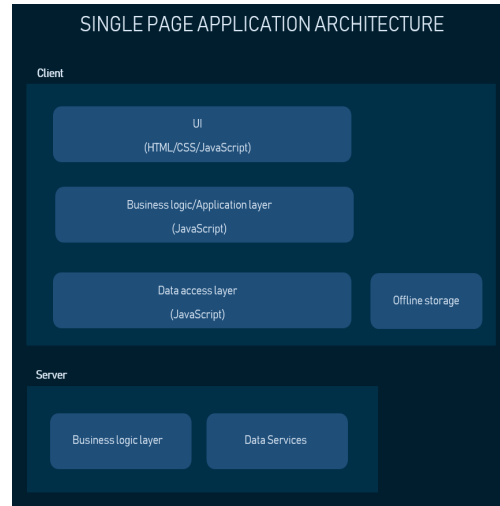 SINGLE PAGE APPLICATION ARCHITECTURE
Client
UI
(HTML/CSS/JavaScript)
Business logic/Application layer
(JavaScript)
Data access layer
(JavaScript)
Offline storage
Server
Business logic layer
Data Services